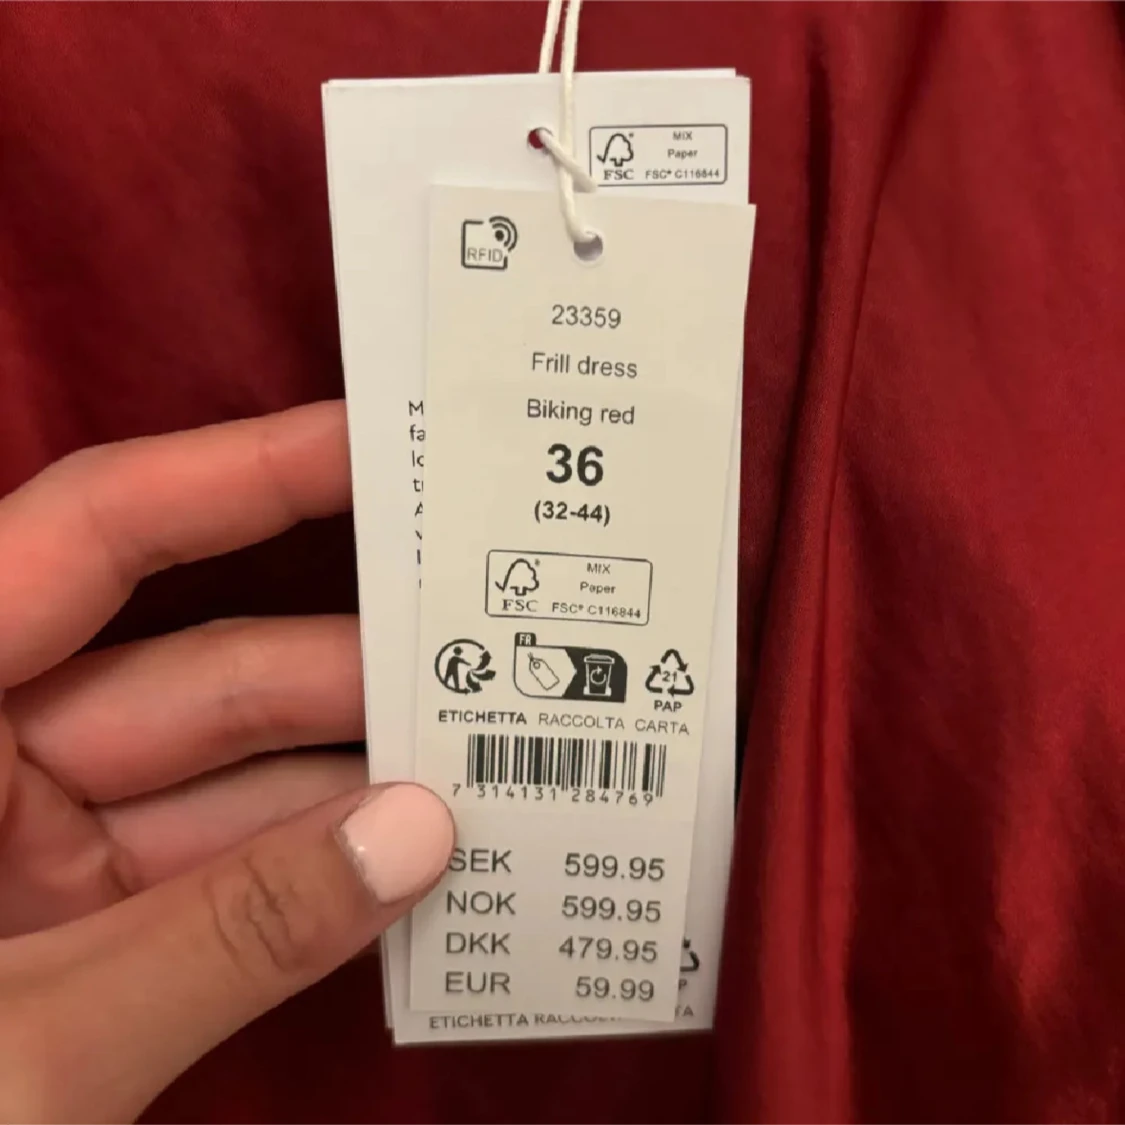 MIX
Paper
FSC
FSC® C116844
RFID
23359
Frill dress
Biking red
36
(32-44)
MIX
Paper
FSC
FSC® C116844
FR
21
PAP
ETICHETTA RACCOLTA CARTA
7 314131 284769
SEK 599.95
NOK 599.95
DKK 479.95
EUR 59.99
ETICHETTA